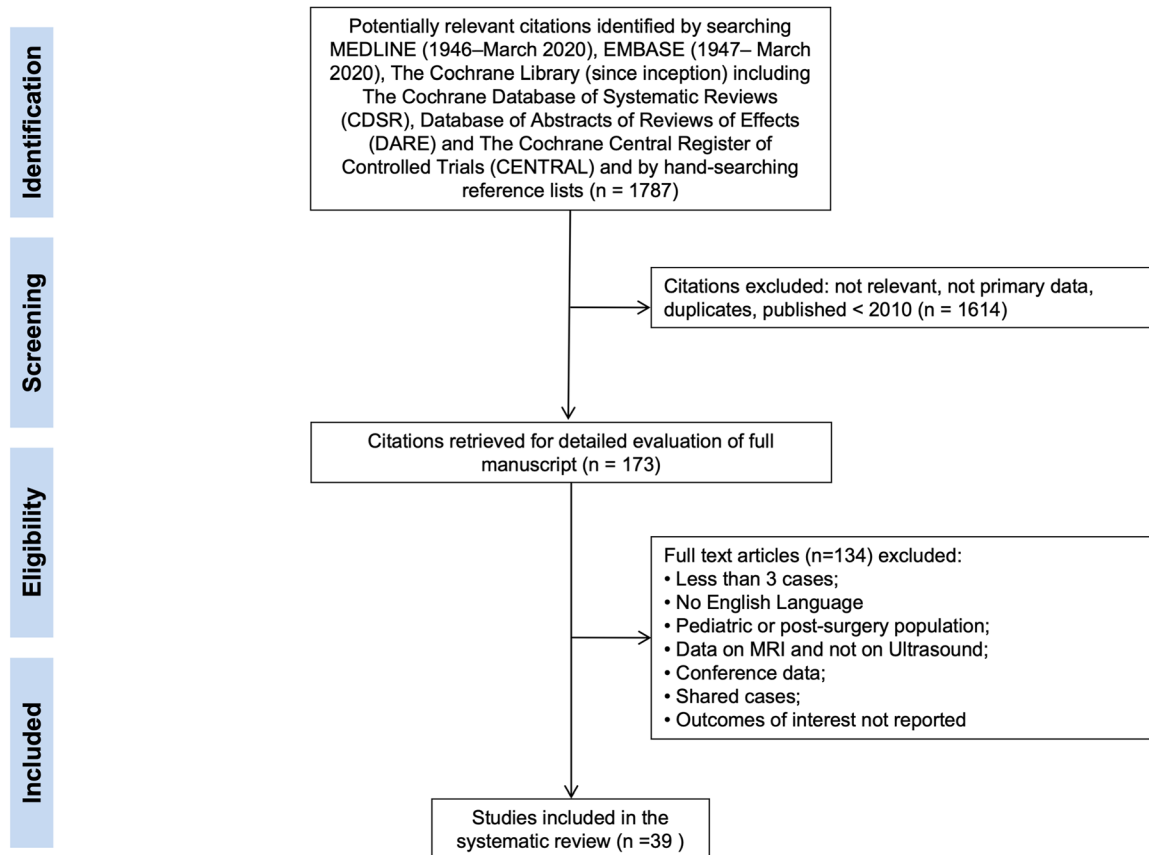 Identification
Potentially relevant citations identified by searching
MEDLINE (1946–March 2020), EMBASE (1947– March
2020), The Cochrane Library (since inception) including
The Cochrane Database of Systematic Reviews
(CDSR), Database of Abstracts of Reviews of Effects
(DARE) and The Cochrane Central Register of
Controlled Trials (CENTRAL) and by hand-searching
reference lists (n = 1787)
Screening
Citations excluded: not relevant, not primary data,
duplicates, published < 2010 (n = 1614)
Citations retrieved for detailed evaluation of full
manuscript (n = 173)
Eligibility
Full text articles (n=134) excluded:
• Less than 3 cases;
• No English Language
• Pediatric or post-surgery population;
• Data on MRI and not on Ultrasound;
• Conference data;
• Shared cases;
• Outcomes of interest not reported
Included
Studies included in the
systematic review (n =39 )